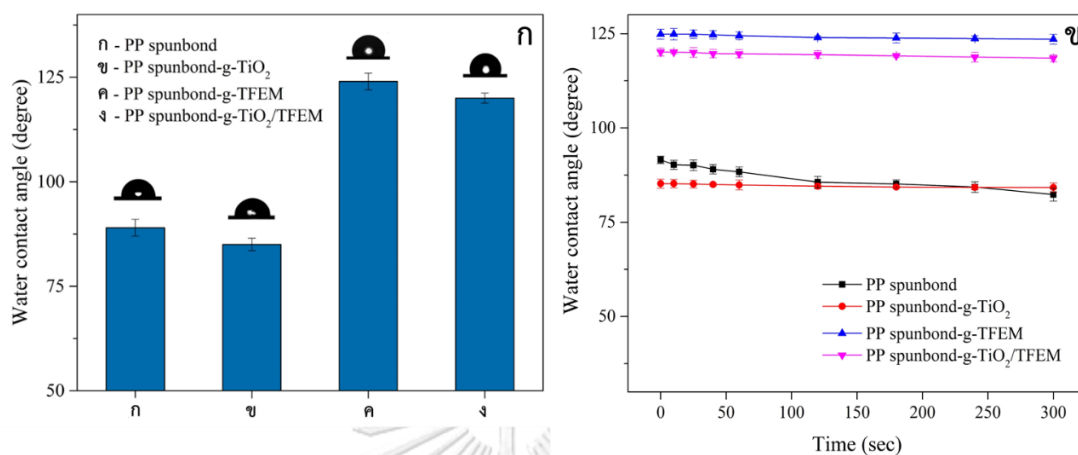 ก
ก - PP spunbond
ข - PP spunbond-g-TiO₂
ค - PP spunbond-g-TFEM
ง - PP spunbond-g-TiO₂/TFEM
Water contact angle (degree)
125
100
75
50
ก ข ค ง
ข
Water contact angle (degree)
125
100
75
50
PP spunbond
PP spunbond-g-TiO₂
PP spunbond-g-TFEM
PP spunbond-g-TiO₂/TFEM
0 50 100 150 200 250 300
Time (sec)